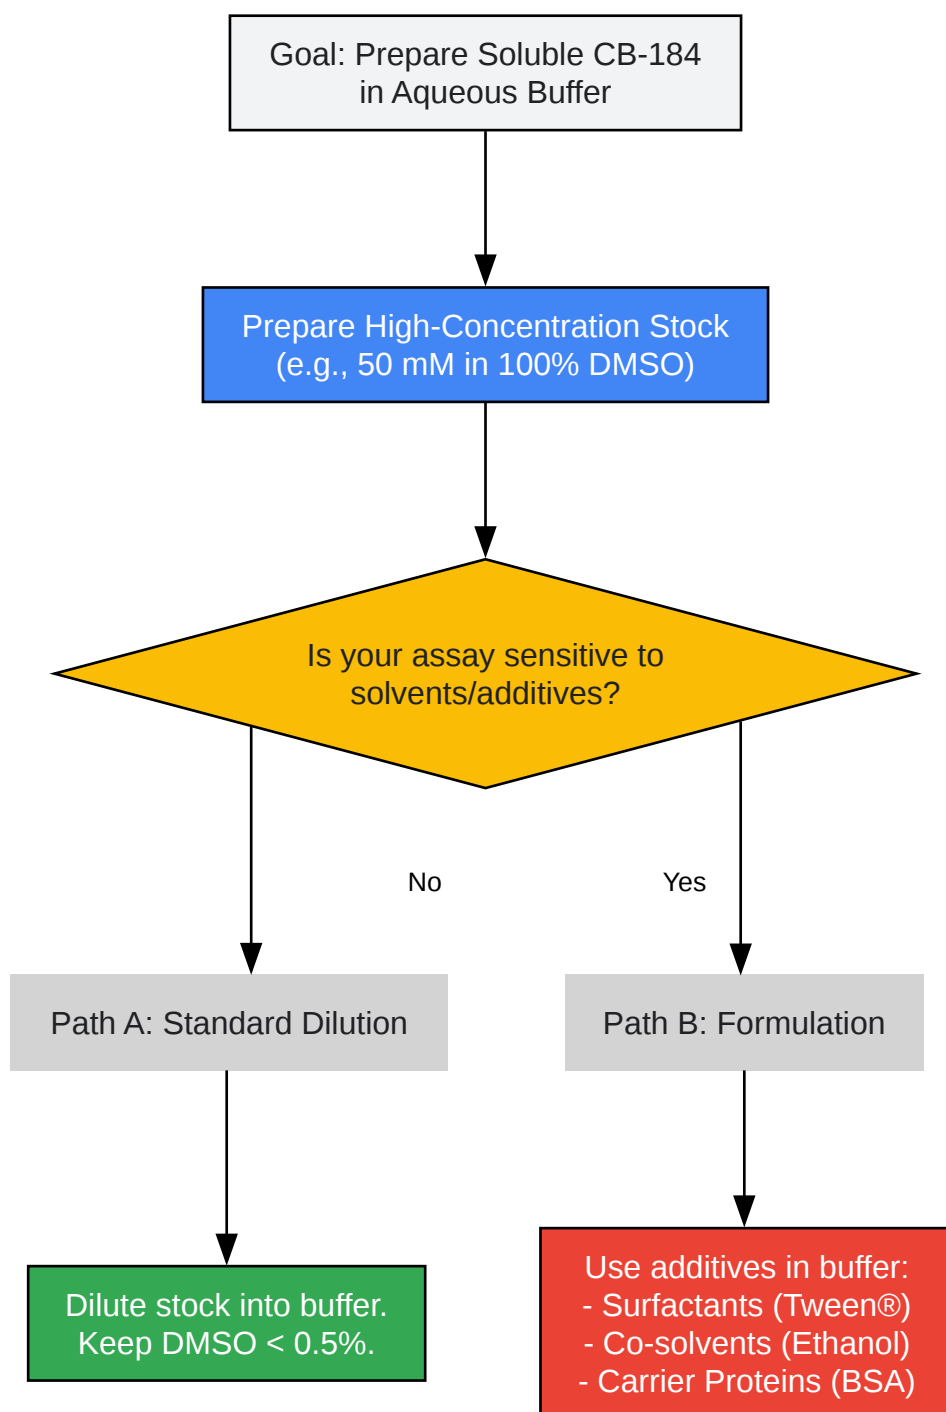 Goal: Prepare Soluble CB-184
in Aqueous Buffer
Prepare High-Concentration Stock
(e.g., 50 mM in 100% DMSO)
Is your assay sensitive to
solvents/additives?
No
Yes
Path A: Standard Dilution
Path B: Formulation
Dilute stock into buffer.
Keep DMSO < 0.5%.
Use additives in buffer:
- Surfactants (Tween®)
- Co-solvents (Ethanol)
- Carrier Proteins (BSA)